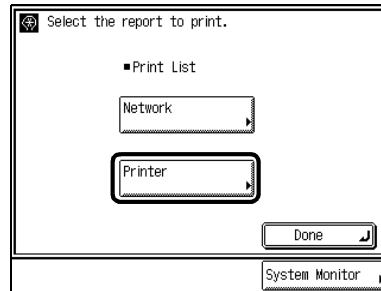 Select the report to print.
■Print List
Network
Printer
Done
System Monitor